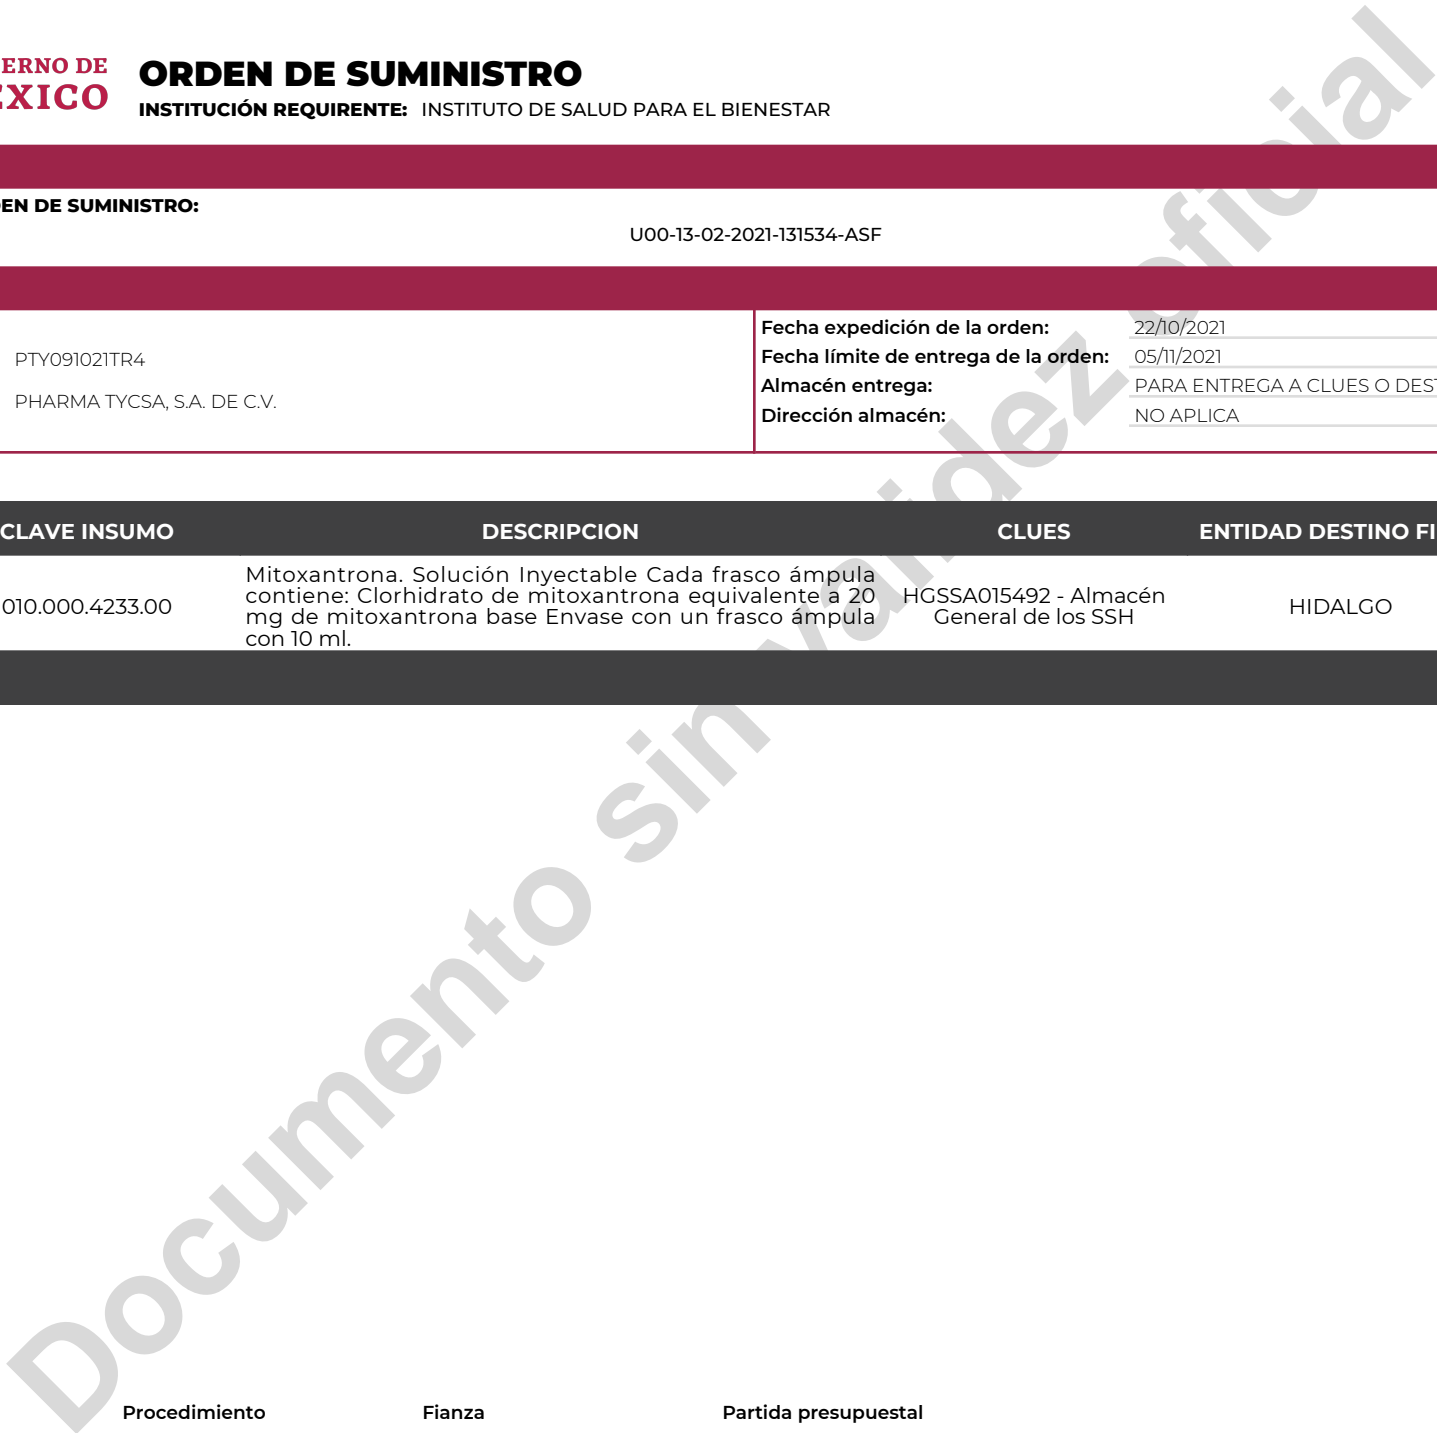 ERNO DE
ÉXICO
ORDEN DE SUMINISTRO
INSTITUCIÓN REQUIRENTE: INSTITUTO DE SALUD PARA EL BIENESTAR
EN DE SUMINISTRO:
U00-13-02-2021-131534-ASF
PTY091021TR4
PHARMA TYCSA, S.A. DE C.V.
Fecha expedición de la orden: 22/10/2021
Fecha límite de entrega de la orden: 05/11/2021
Almacén entrega: PARA ENTREGA A CLUES O DEST
Dirección almacén: NO APLICA
CLAVE INSUMO DESCRIPCION CLUES ENTIDAD DESTINO FI
010.000.4233.00
Mitoxantrona. Solución Inyectable Cada frasco ámpula
contiene: Clorhidrato de mitoxantrona equivalente a 20
mg de mitoxantrona base Envase con un frasco ámpula
con 10 ml.
HGSSA015492 - Almacén
General de los SSH
HIDALGO
Documento sin validez oficial
Procedimiento Fianza Partida presupuestal